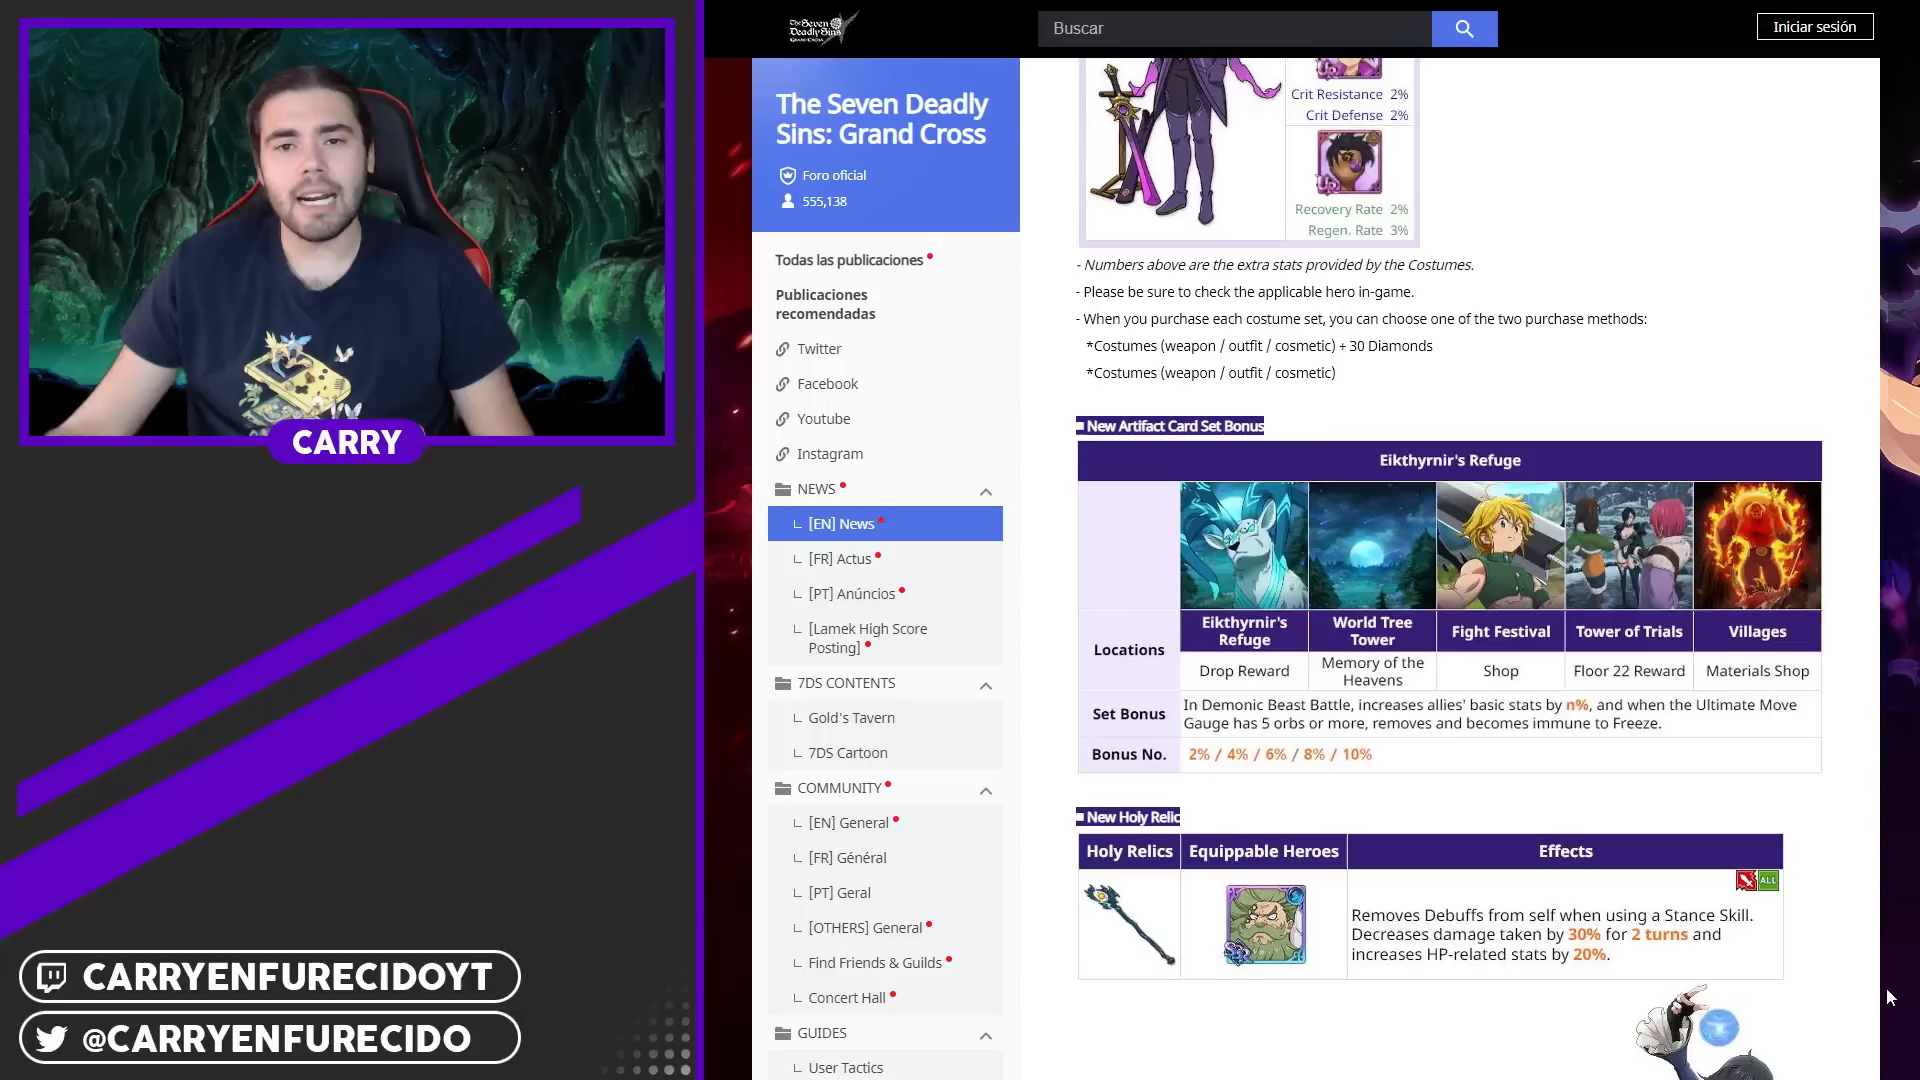 CARRY
CARRYENFURECIDOYT
@CARRYENFURECIDO
The Seven
Deadly Sins
GRAND CROSS
Buscar
Iniciar sesión
The Seven Deadly
Sins: Grand Cross
Foro oficial
555,138
Todas las publicaciones
Publicaciones
recomendadas
Twitter
Facebook
Youtube
Instagram
NEWS
[EN] News
[FR] Actus
[PT] Anúncios
[Lamek High Score
Posting]
7DS CONTENTS
Gold's Tavern
7DS Cartoon
COMMUNITY
[EN] General
[FR] Général
[PT] Geral
[OTHERS] General
Find Friends & Guilds
Concert Hall
GUIDES
User Tactics
Crit Resistance 2%
Crit Defense 2%
UR
Recovery Rate 2%
Regen. Rate 3%
- Numbers above are the extra stats provided by the Costumes.
- Please be sure to check the applicable hero in-game.
- When you purchase each costume set, you can choose one of the two purchase methods:
*Costumes (weapon / outfit / cosmetic) + 30 Diamonds
*Costumes (weapon / outfit / cosmetic)
■ New Artifact Card Set Bonus
Eikthyrnir's Refuge
Locations
Eikthyrnir's
Refuge
World Tree
Tower
Fight Festival
Tower of Trials
Villages
Drop Reward
Memory of the
Heavens
Shop
Floor 22 Reward
Materials Shop
Set Bonus
In Demonic Beast Battle, increases allies' basic stats by n%, and when the Ultimate Move
Gauge has 5 orbs or more, removes and becomes immune to Freeze.
Bonus No.
2% / 4% / 6% / 8% / 10%
■ New Holy Relic
Holy Relics
Equippable Heroes
Effects
ALL
Removes Debuffs from self when using a Stance Skill.
Decreases damage taken by 30% for 2 turns and
increases HP-related stats by 20%.